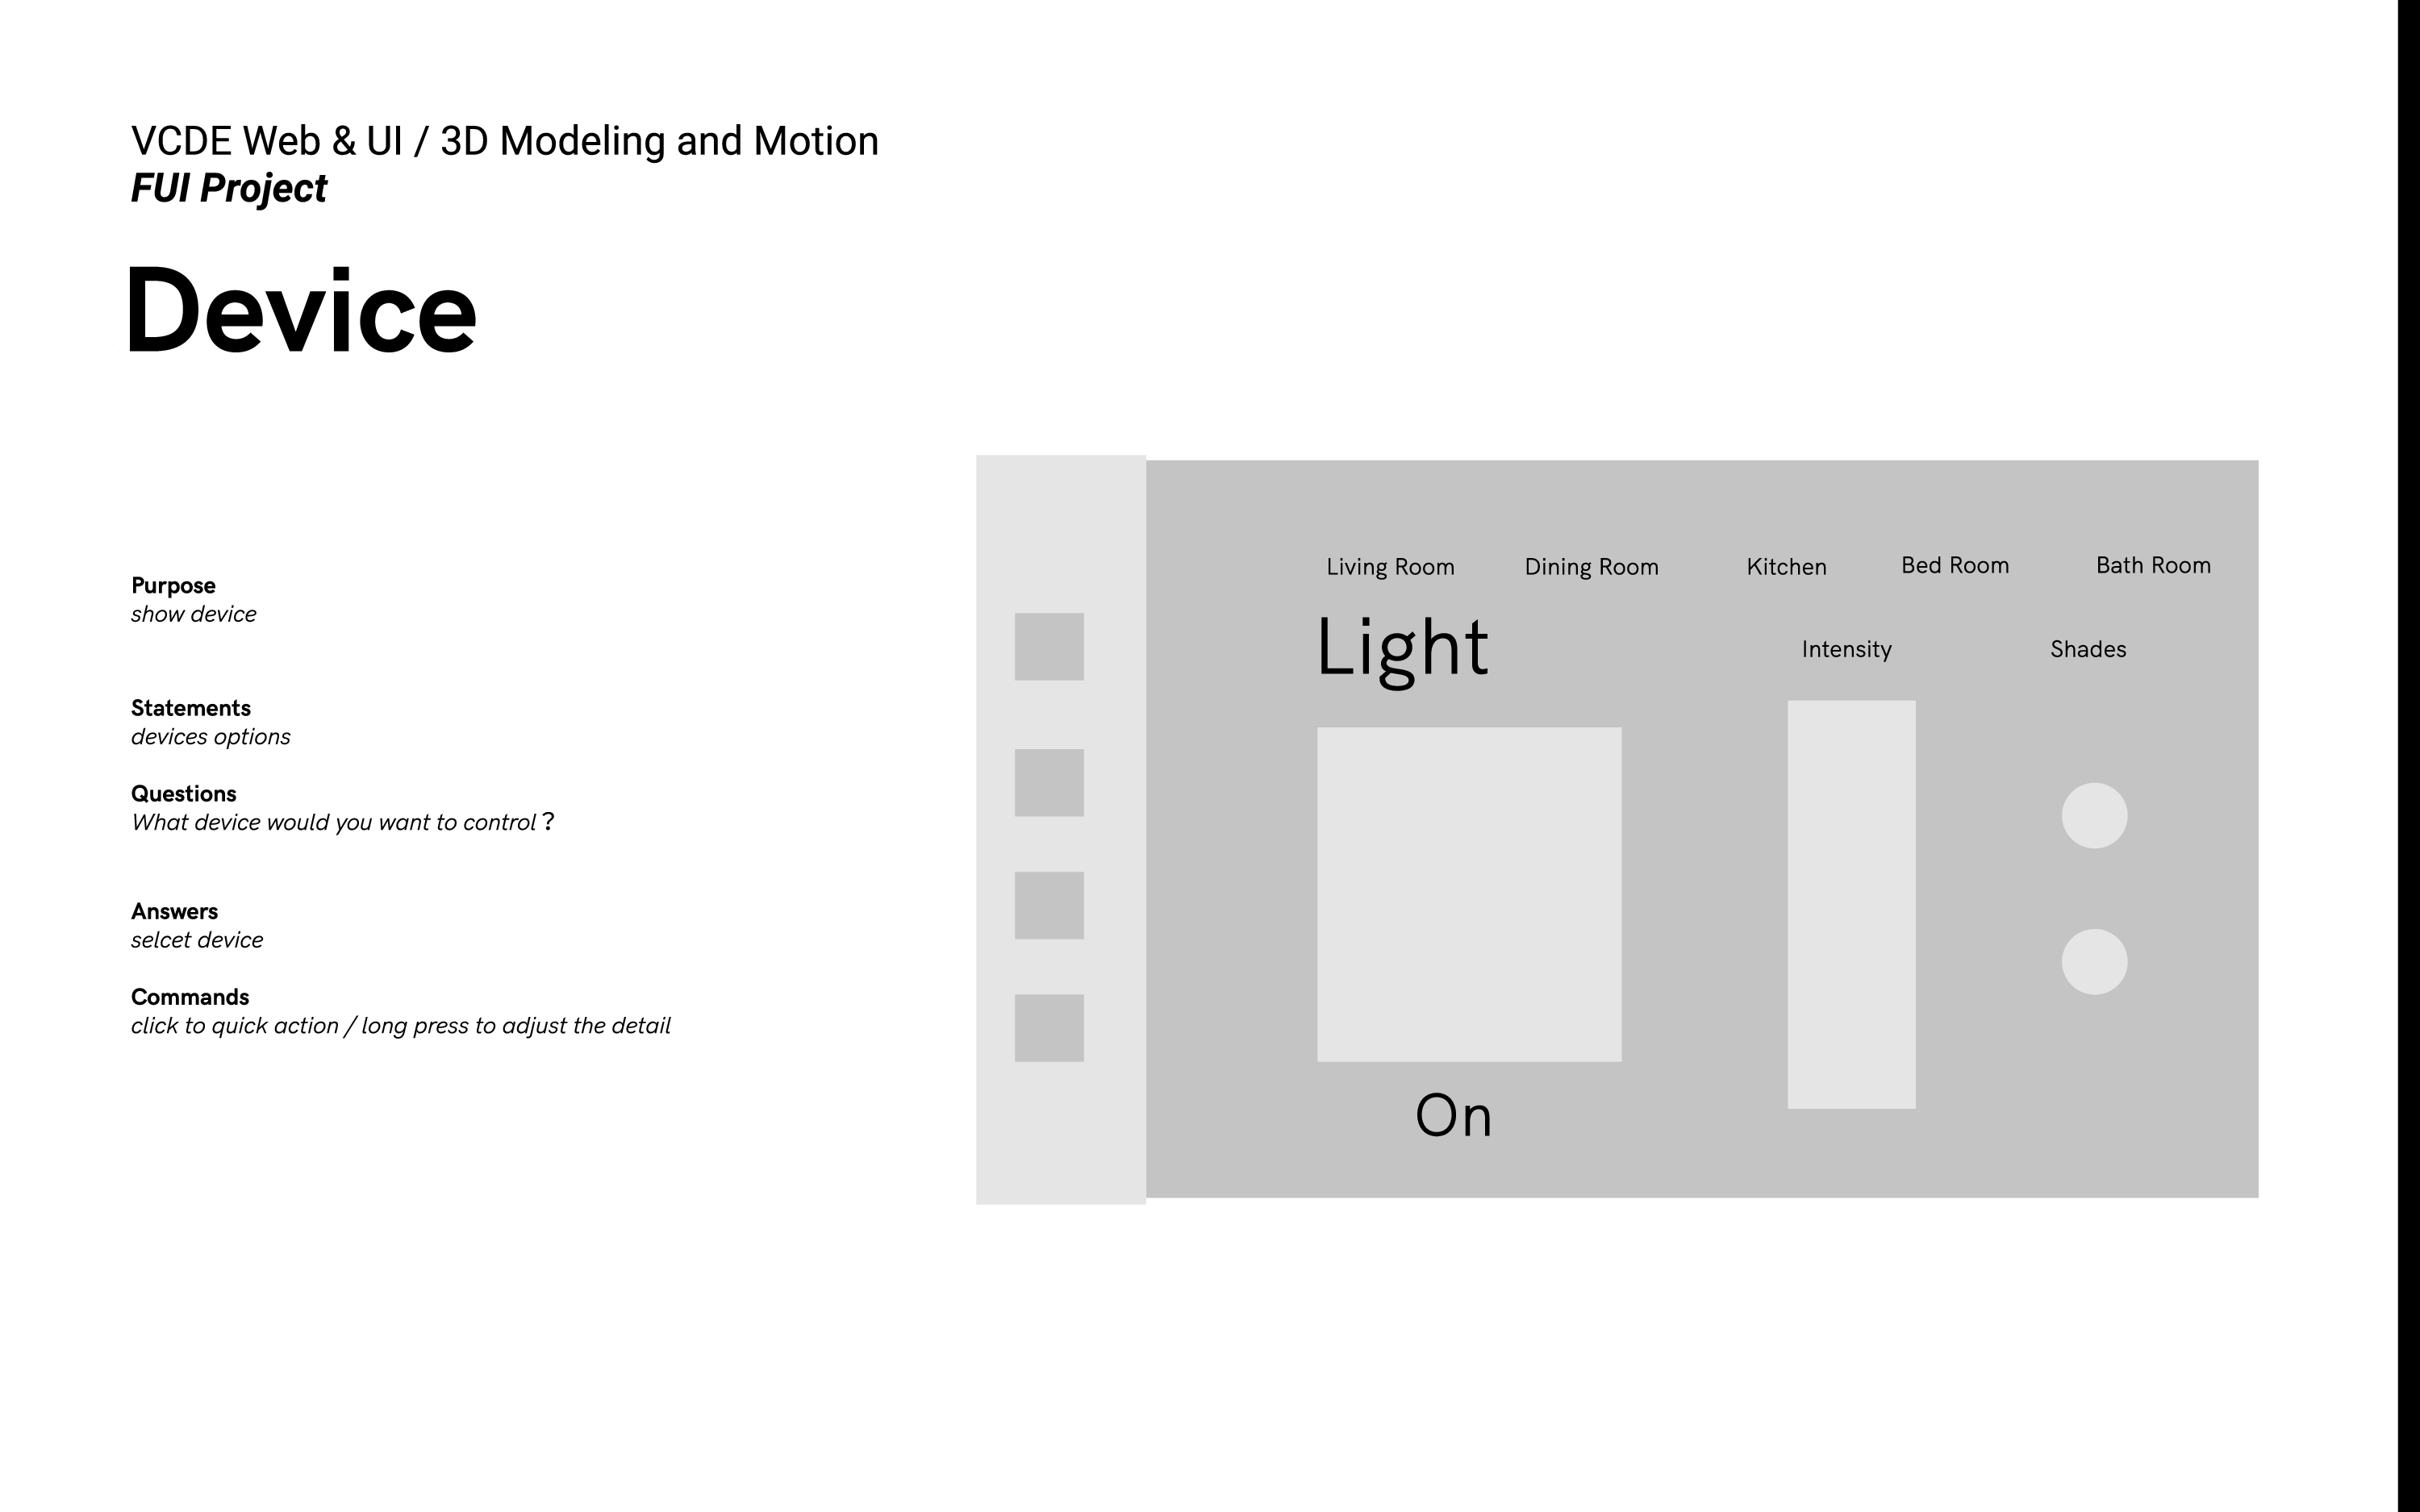 VCDE Web & UI / 3D Modeling and Motion
FUI Project
Device
Purpose
show device
Statements
devices options
Questions
What device would you want to control ?
Answers
selcet device
Commands
click to quick action / long press to adjust the detail
Living Room
Dining Room
Kitchen
Bed Room
Bath Room
Light
Intensity
Shades
On